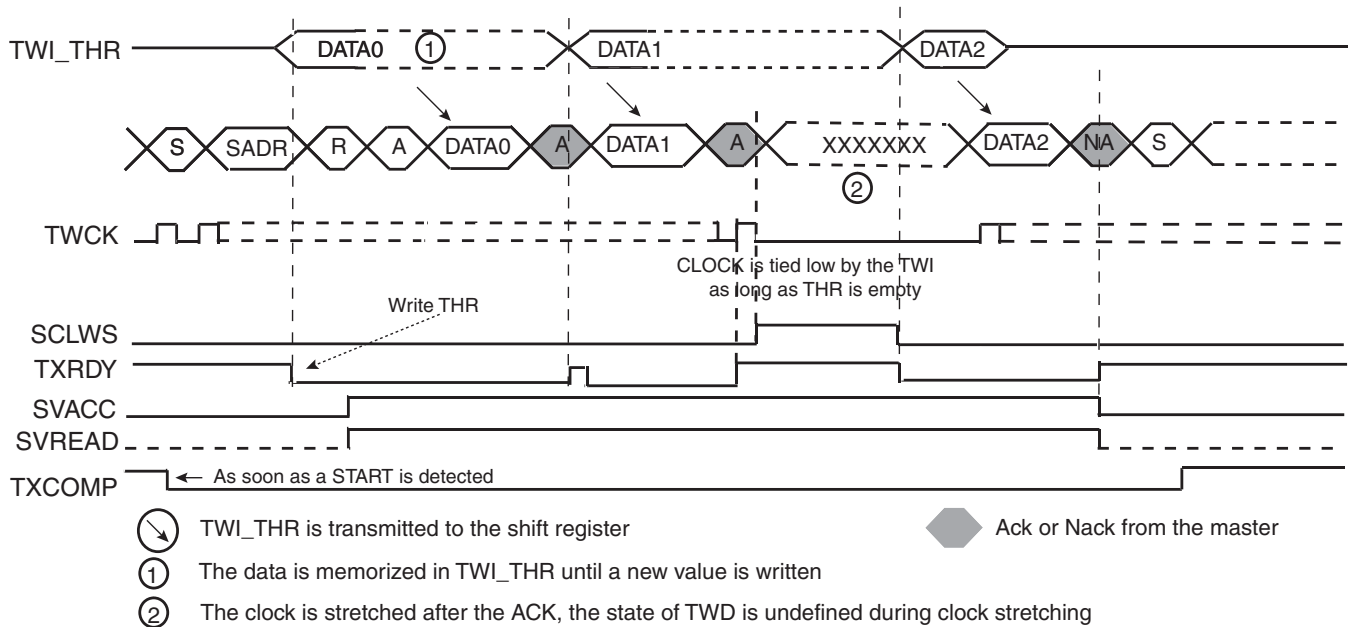 TWI_THR DATA0 1 DATA1 DATA2
S SADR R A DATA0 A DATA1 A XXXXXXX DATA2 NA S
2
TWCK
CLOCK is tied low by the TWI
as long as THR is empty
Write THR
SCLWS
TXRDY
SVACC
SVREAD
TXCOMP As soon as a START is detected
TWI_THR is transmitted to the shift register Ack or Nack from the master
1 The data is memorized in TWI_THR until a new value is written
2 The clock is stretched after the ACK, the state of TWD is undefined during clock stretching